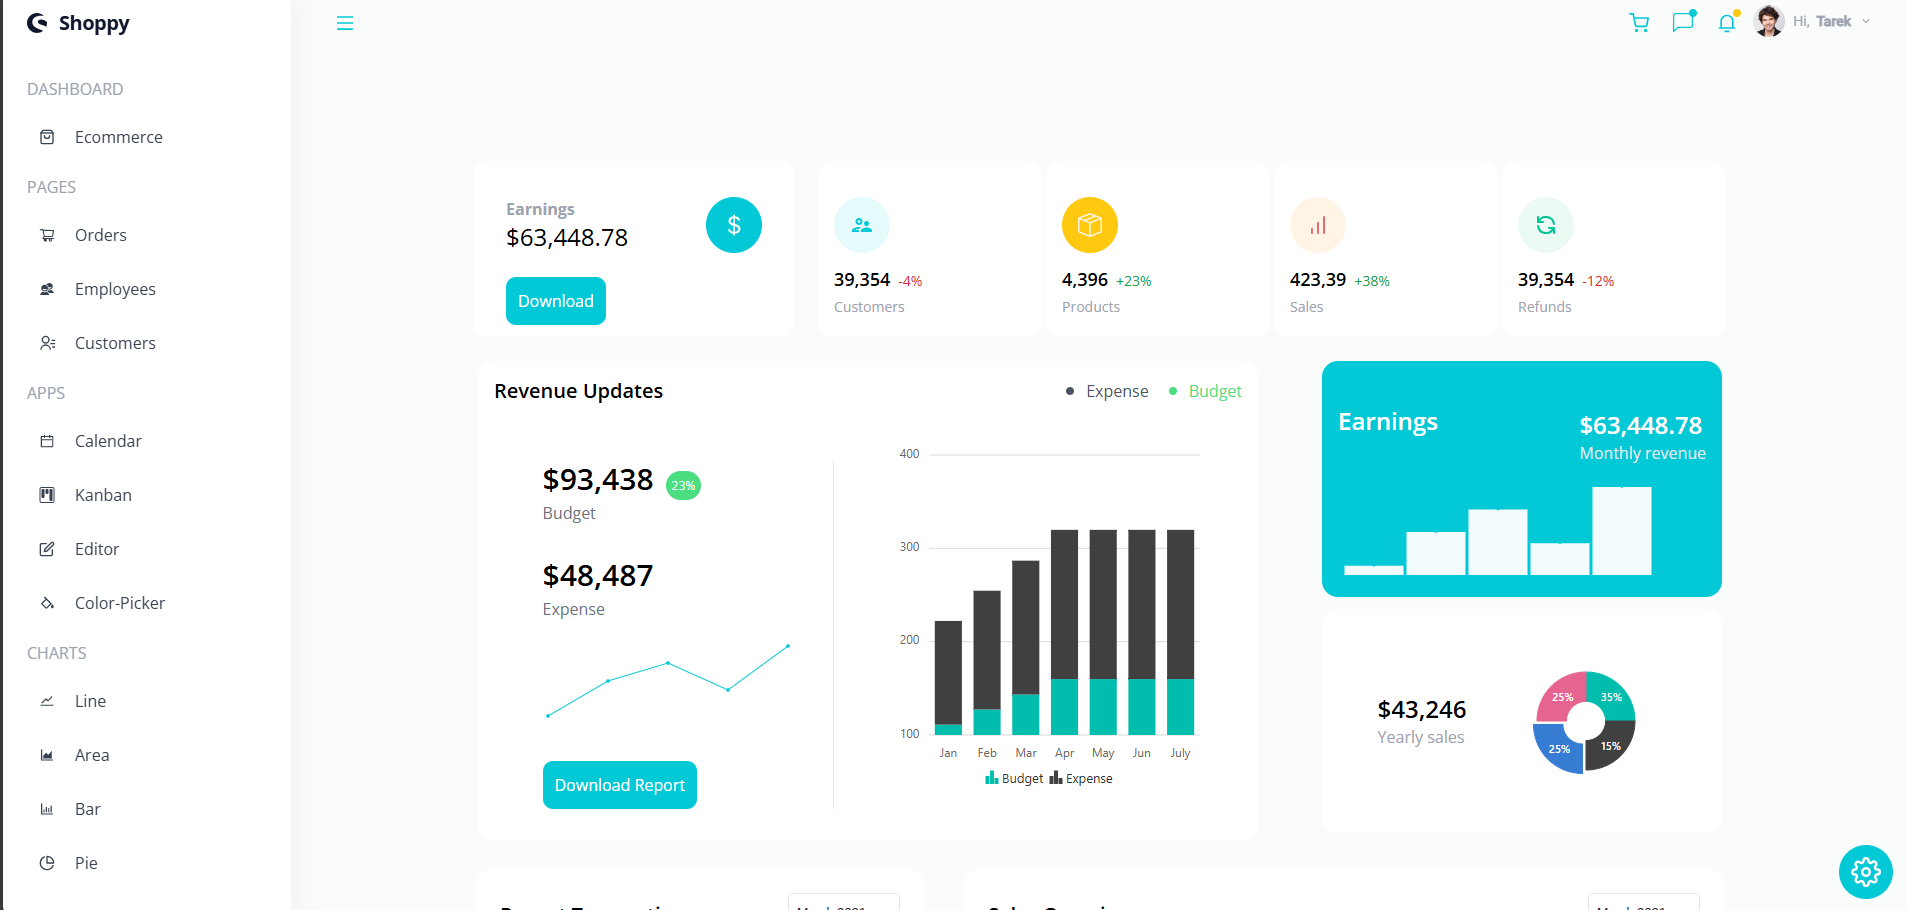 Shoppy
Hi, Tarek
DASHBOARD
Ecommerce
PAGES
Orders
Employees
Customers
APPS
Calendar
Kanban
Editor
Color-Picker
CHARTS
Line
Area
Bar
Pie
Earnings
$63,448.78
$
Download
39,354 -4%
Customers
4,396 +23%
Products
423,39 +38%
Sales
39,354 -12%
Refunds
Revenue Updates
Expense
Budget
$93,438 23%
Budget
$48,487
Expense
Download Report
400
300
200
100
Jan Feb Mar Apr May Jun July
Budget Expense
Earnings
$63,448.78
Monthly revenue
$43,246
Yearly sales
25% 35%
25% 15%